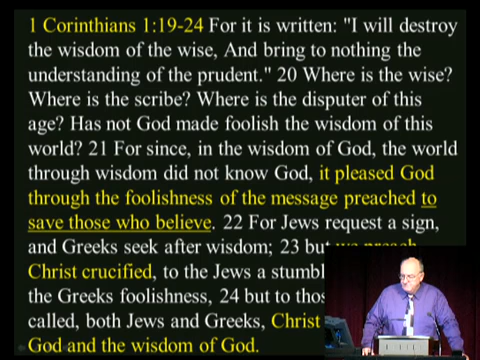 1 Corinthians 1:19-24 For it is written: "I will destroy
the wisdom of the wise, And bring to nothing the
understanding of the prudent." 20 Where is the wise?
Where is the scribe? Where is the disputer of this
age? Has not God made foolish the wisdom of this
world? 21 For since, in the wisdom of God, the world
through wisdom did not know God, it pleased God
through the foolishness of the message preached to
save those who believe. 22 For Jews request a sign,
and Greeks seek after wisdom; 23 but we preach
Christ crucified, to the Jews a stumbl
the Greeks foolishness, 24 but to thos
called, both Jews and Greeks, Christ
God and the wisdom of God.